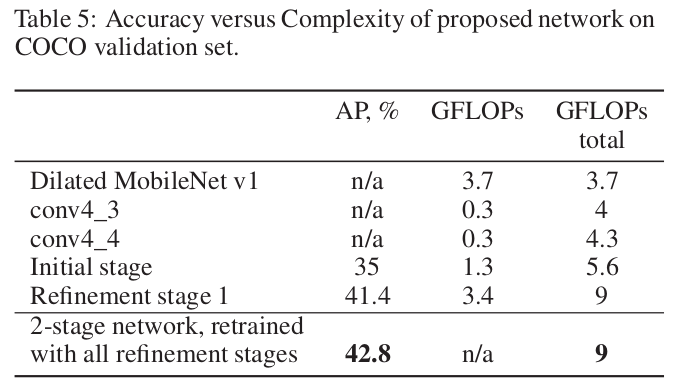 Table 5: Accuracy versus Complexity of proposed network on
COCO validation set.
AP, % GFLOPs GFLOPs
total
Dilated MobileNet v1 n/a 3.7 3.7
conv4_3 n/a 0.3 4
conv4_4 n/a 0.3 4.3
Initial stage 35 1.3 5.6
Refinement stage 1 41.4 3.4 9
2-stage network, retrained
with all refinement stages 42.8 n/a 9